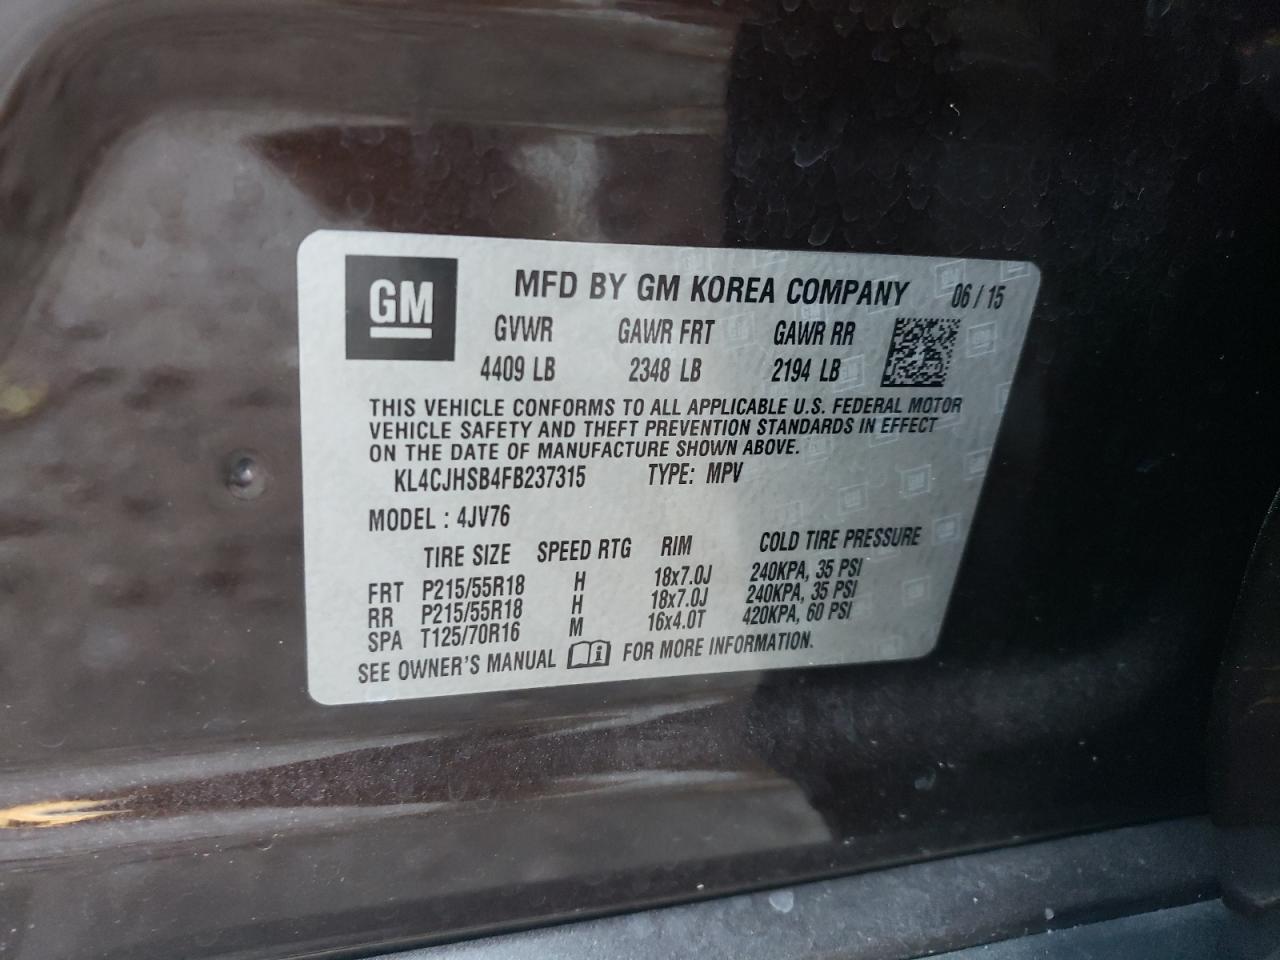 GM
MFD BY GM KOREA COMPANY 06 / 15
GVWR GAWR FRT GAWR RR
4409 LB 2348 LB 2194 LB
THIS VEHICLE CONFORMS TO ALL APPLICABLE U.S. FEDERAL MOTOR
VEHICLE SAFETY AND THEFT PREVENTION STANDARDS IN EFFECT
ON THE DATE OF MANUFACTURE SHOWN ABOVE.
KL4CJHSB4FB237315 TYPE: MPV
MODEL : 4JV76
TIRE SIZE SPEED RTG RIM COLD TIRE PRESSURE
FRT P215/55R18 H 18x7.0J 240KPA, 35 PSI
RR P215/55R18 H 18x7.0J 240KPA, 35 PSI
SPA T125/70R16 M 16x4.0T 420KPA, 60 PSI
SEE OWNER'S MANUAL i FOR MORE INFORMATION.